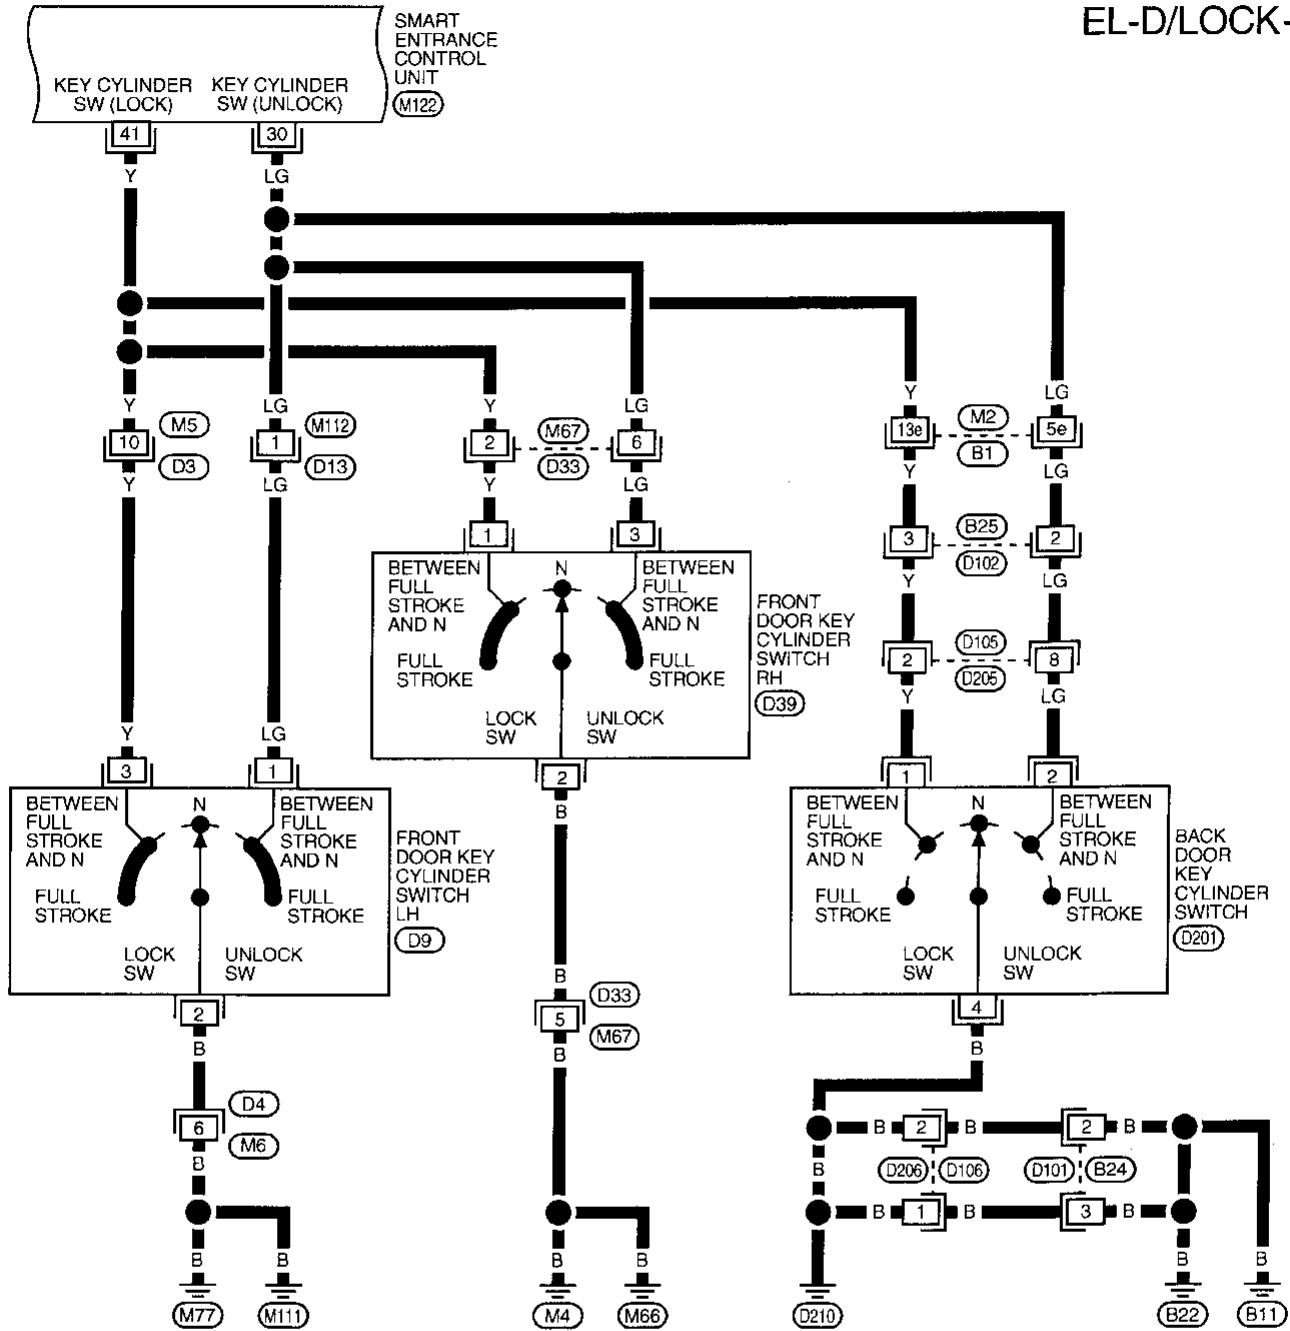 EL-D/LOCK-
SMART
ENTRANCE
CONTROL
UNIT
M122
KEY CYLINDER
SW (LOCK)
KEY CYLINDER
SW (UNLOCK)
41
30
Y
LG
Y
LG
Y
LG
Y
LG
10
M5
D3
1
M112
D13
2
M67
D33
6
13e
M2
B1
5e
Y
LG
Y
LG
Y
LG
1
3
3
B25
D102
2
Y
LG
2
D105
D205
8
Y
LG
BETWEEN
FULL
STROKE
AND N
FULL
STROKE
N
BETWEEN
FULL
STROKE
AND N
FULL
STROKE
LOCK
SW
UNLOCK
SW
FRONT
DOOR KEY
CYLINDER
SWITCH
RH
D39
2
B
Y
LG
3
1
1
2
BETWEEN
FULL
STROKE
AND N
FULL
STROKE
N
BETWEEN
FULL
STROKE
AND N
FULL
STROKE
LOCK
SW
UNLOCK
SW
FRONT
DOOR KEY
CYLINDER
SWITCH
LH
D9
BETWEEN
FULL
STROKE
AND N
FULL
STROKE
N
BETWEEN
FULL
STROKE
AND N
FULL
STROKE
LOCK
SW
UNLOCK
SW
BACK
DOOR
KEY
CYLINDER
SWITCH
D201
2
B
B
5
D33
M67
B
4
B
6
D4
M6
B
B
2
B
2
B
B
D206
D106
D101
B24
B
1
B
3
B
B
B
B
B
B
B
M77
M111
M4
M66
D210
B22
B11